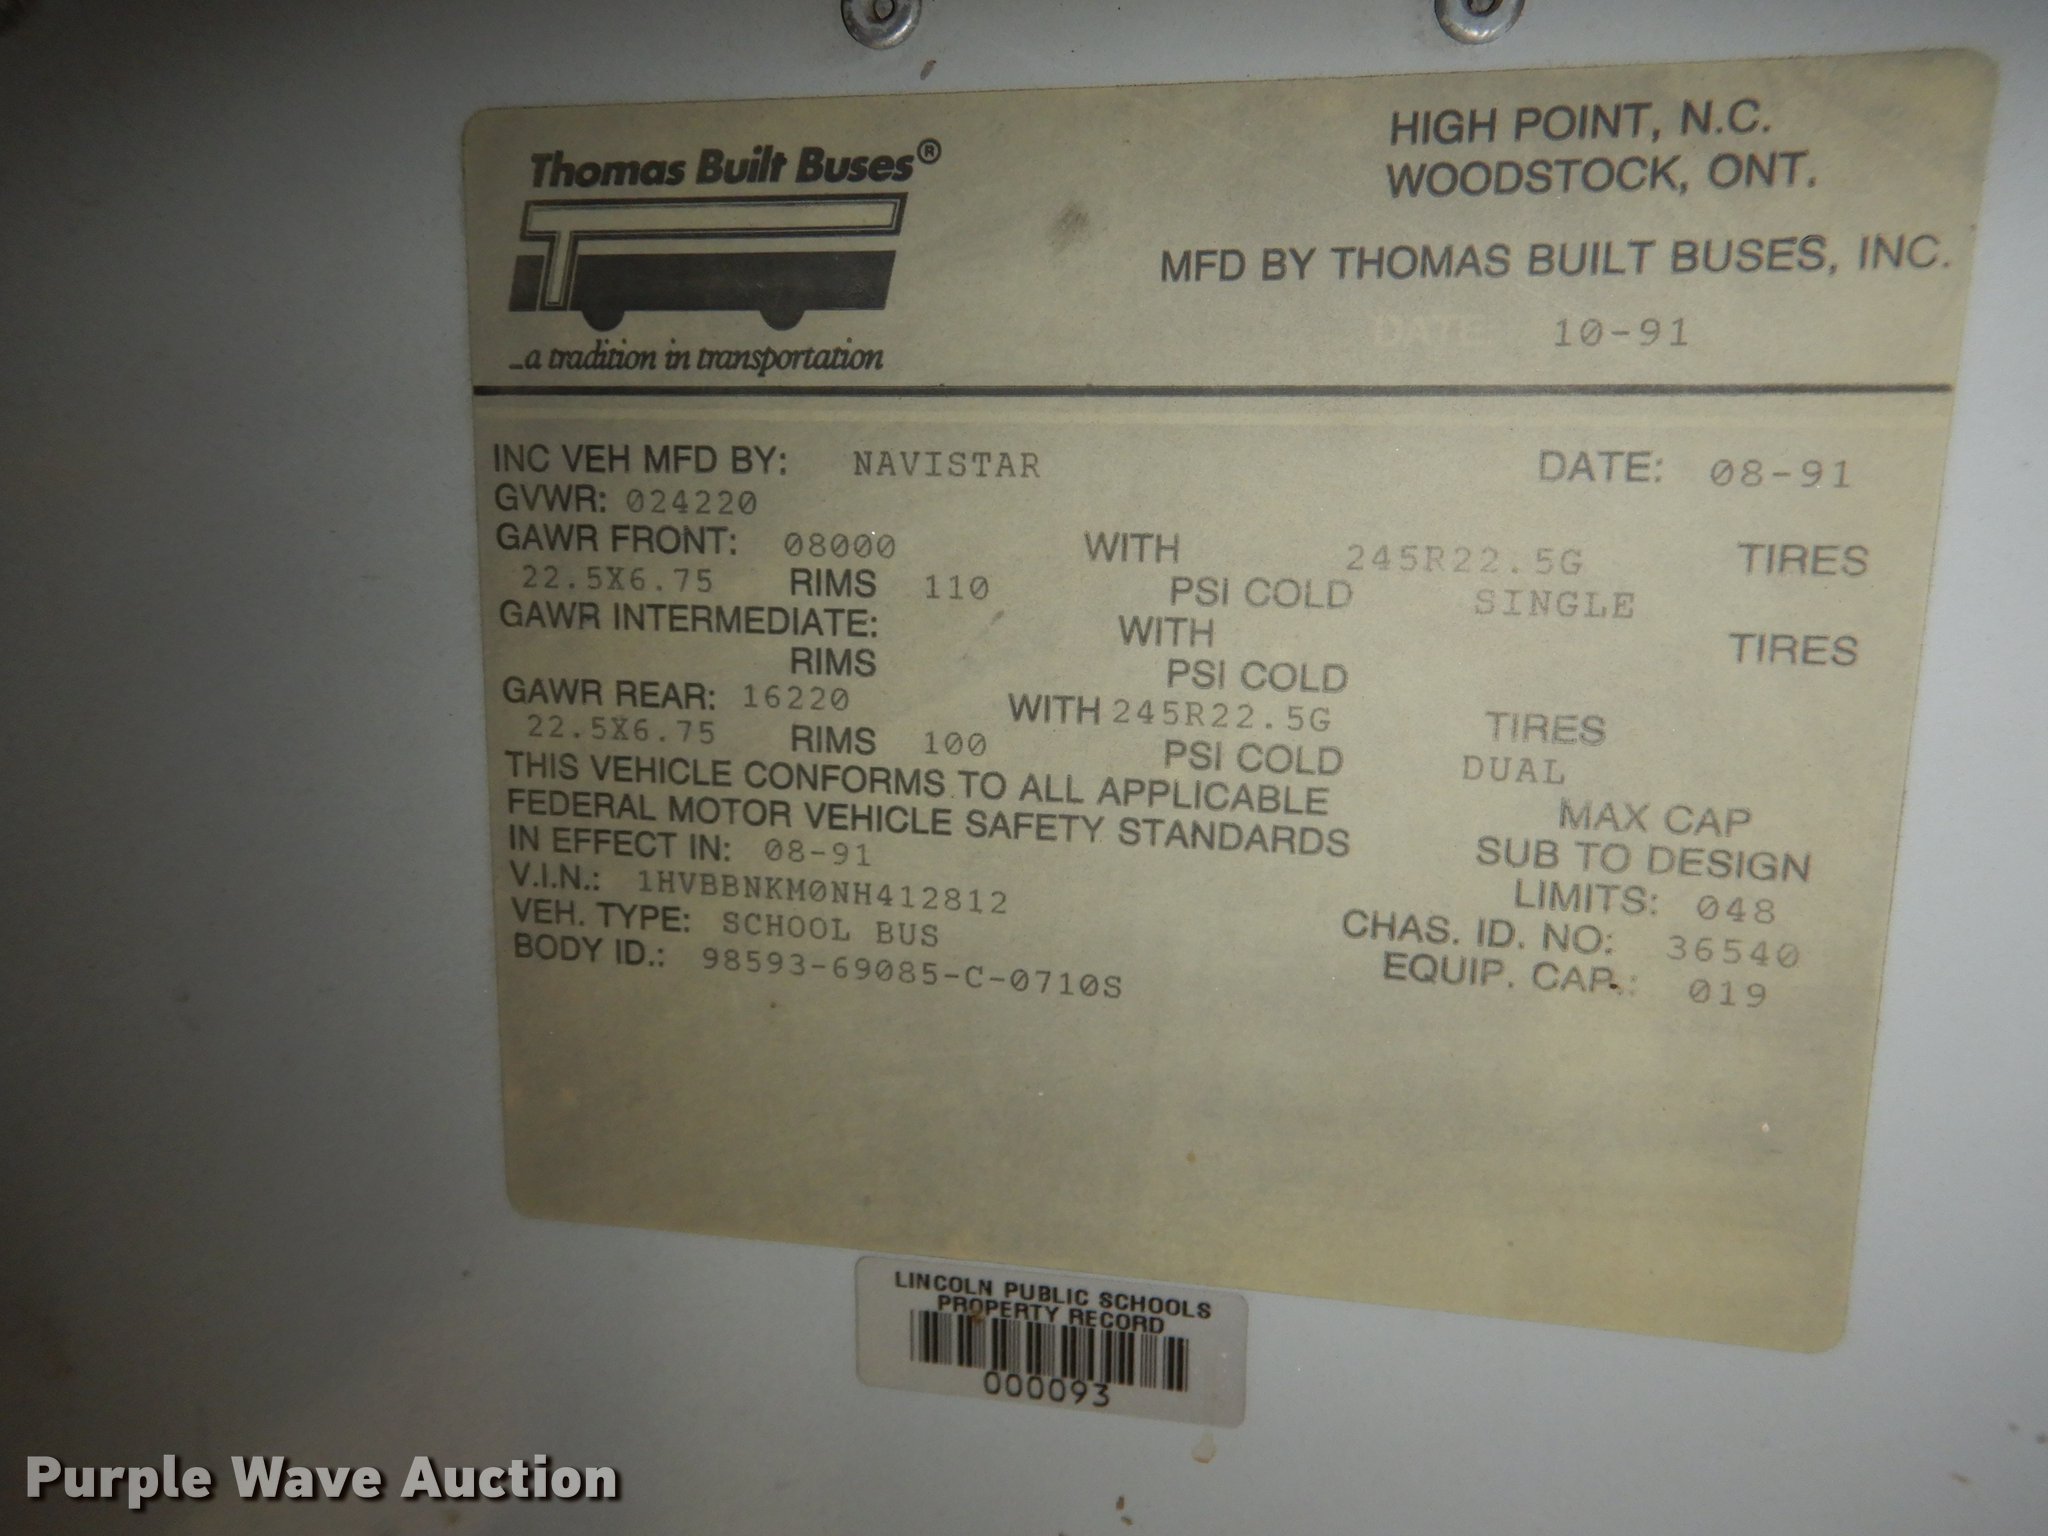 Thomas Built Buses®
...a tradition in transportation
HIGH POINT, N.C.
WOODSTOCK, ONT.
MFD BY THOMAS BUILT BUSES, INC.
DATE 10-91
INC VEH MFD BY: NAVISTAR DATE: 08-91
GVWR: 024220
GAWR FRONT: 08000 WITH 245R22.5G TIRES
22.5X6.75 RIMS 110 PSI COLD SINGLE
GAWR INTERMEDIATE: WITH TIRES
RIMS PSI COLD
GAWR REAR: 16220 WITH 245R22.5G TIRES
22.5X6.75 RIMS 100 PSI COLD DUAL
THIS VEHICLE CONFORMS TO ALL APPLICABLE
FEDERAL MOTOR VEHICLE SAFETY STANDARDS
IN EFFECT IN: 08-91
V.I.N.: 1HVBBNKM0NH412812
VEH. TYPE: SCHOOL BUS
BODY ID.: 98593-69085-C-0710S
MAX CAP
SUB TO DESIGN
LIMITS: 048
CHAS. ID. NO: 36540
EQUIP. CAP.: 019
LINCOLN PUBLIC SCHOOLS
PROPERTY RECORD
000093
Purple Wave Auction